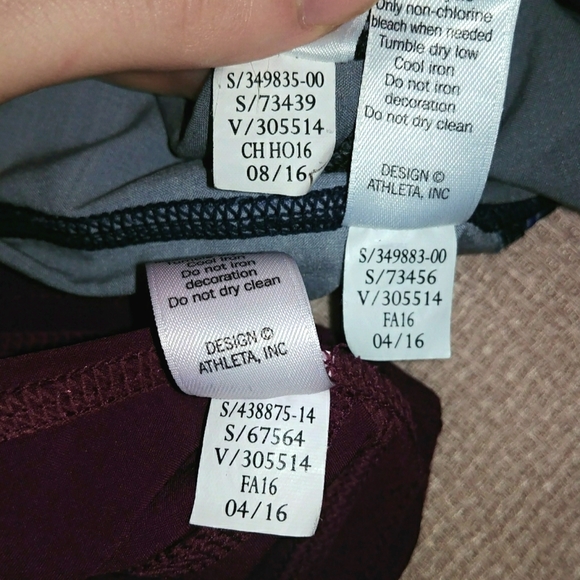 Only non-chlorine
bleach when needed
Tumble dry low
Cool iron
Do not iron
decoration
Do not dry clean
DESIGN ©
ATHLETA, INC
S/349835-00
S/73439
V/305514
CH HO16
08/16
S/349883-00
S/73456
V/305514
FA16
04/16
Cool iron
Do not iron
decoration
Do not dry clean
DESIGN ©
ATHLETA, INC
S/438875-14
S/67564
V/305514
FA16
04/16